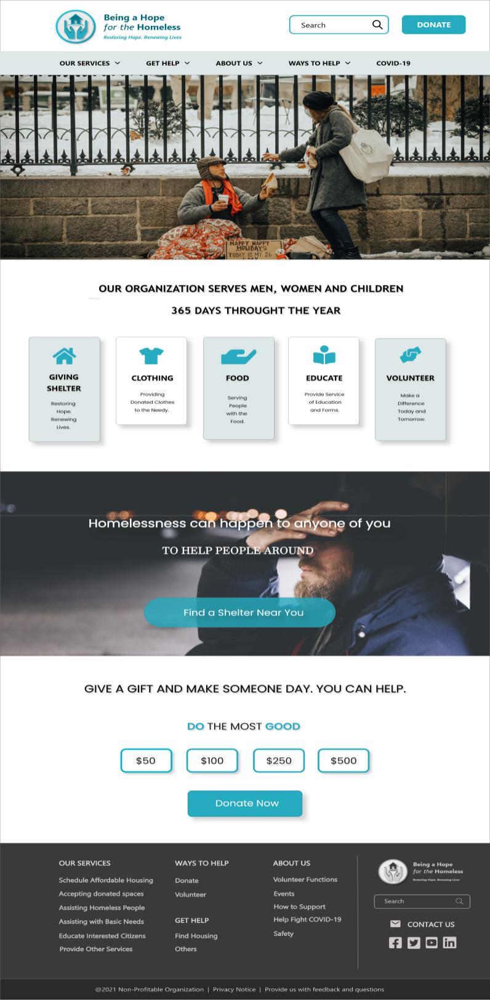 Being a Hope
for the Homeless
Restoring Hope. Renewing Lives
Search
DONATE
OUR SERVICES
GET HELP
ABOUT US
WAYS TO HELP
COVID-19
HAPPY HAPPY
HOLIDAYS
TODAY IS MY 26
OUR ORGANIZATION SERVES MEN, WOMEN AND CHILDREN
365 DAYS THROUGHT THE YEAR
GIVING
SHELTER
Restoring
Hope.
Renewing
Lives.
CLOTHING
Providing
Donated Clothes
to the Needy.
FOOD
Serving
People
with the
Food.
EDUCATE
Provide Service
of Education
and Forms.
VOLUNTEER
Make a
Difference
Today and
Tomorrow.
Homelessness can happen to anyone of you
TO HELP PEOPLE AROUND
Find a Shelter Near You
GIVE A GIFT AND MAKE SOMEONE DAY. YOU CAN HELP.
DO THE MOST GOOD
$50
$100
$250
$500
Donate Now
OUR SERVICES
Schedule Affordable Housing
Accepting donated spaces
Assisting Homeless People
Assisting with Basic Needs
Educate Interested Citizens
Provide Other Services
WAYS TO HELP
Donate
Volunteer
GET HELP
Find Housing
Others
ABOUT US
Volunteer Functions
Events
How to Support
Help Fight COVID-19
Safety
Being a Hope
for the Homeless
Restoring Hope. Renewing Lives
Search
CONTACT US
@2021 Non-Profitable Organization | Privacy Notice | Provide us with feedback and questions